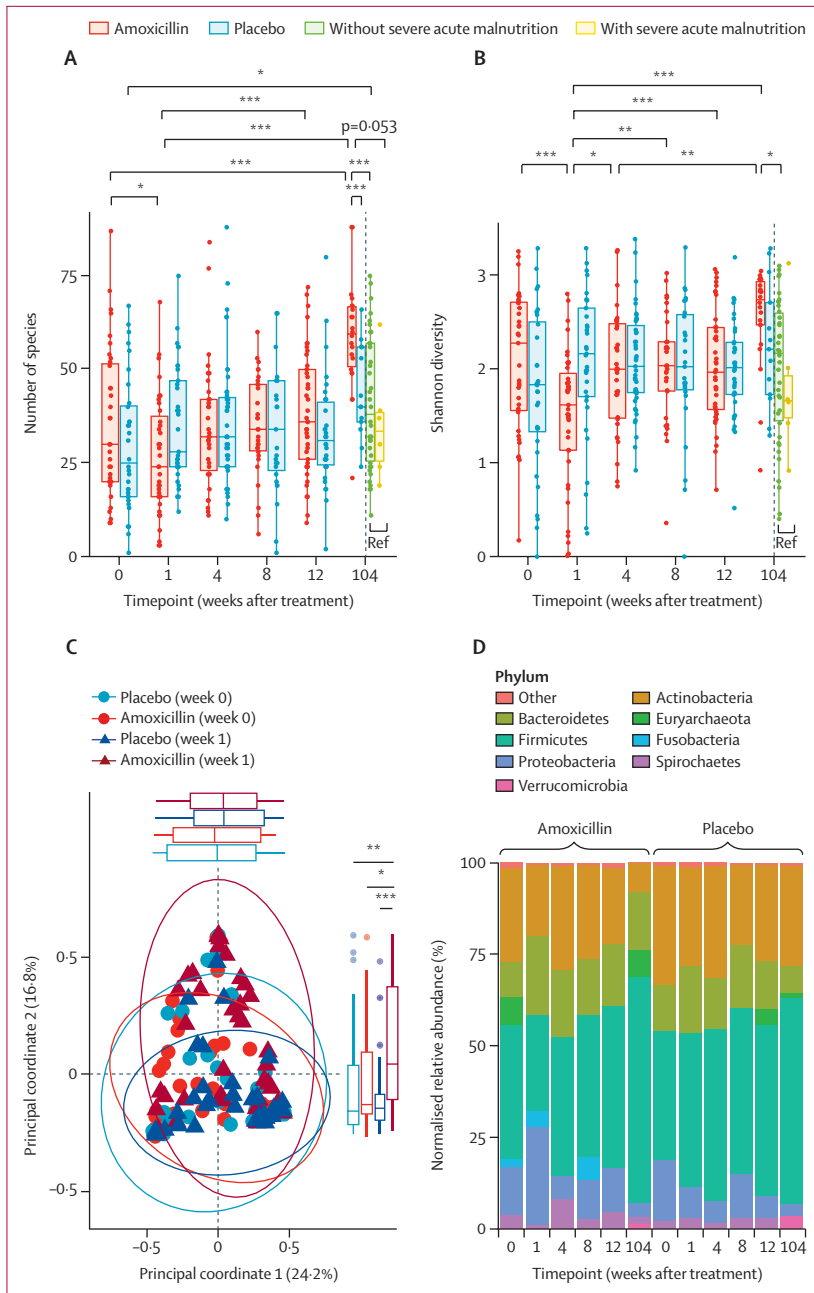 Amoxicillin Placebo Without severe acute malnutrition With severe acute malnutrition
A
*
***
*** p=0·053
*** ***
* ***
Number of species
75
50
25
0
Ref
0 1 4 8 12 104
Timepoint (weeks after treatment)
B
***
***
**
*** * ** *
Shannon diversity
3
2
1
0
Ref
0 1 4 8 12 104
Timepoint (weeks after treatment)
C
Placebo (week 0)
Amoxicillin (week 0)
Placebo (week 1)
Amoxicillin (week 1)
**
*
***
Principal coordinate 2 (16·8%)
0·5
0
–0·5
–0·5 0 0·5
Principal coordinate 1 (24·2%)
D
Phylum
Other Actinobacteria
Bacteroidetes Euryarchaeota
Firmicutes Fusobacteria
Proteobacteria Spirochaetes
Verrucomicrobia
Amoxicillin Placebo
Normalised relative abundance (%)
100
75
50
25
0
0 1 4 8 12 104 0 1 4 8 12 104
Timepoint (weeks after treatment)